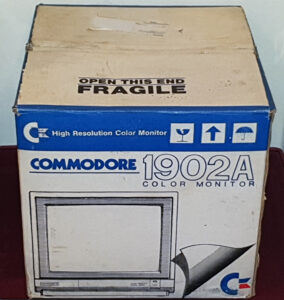 OPEN THIS END
FRAGILE
High Resolution Color Monitor
COMMODORE 1902A
COLOR MONITOR